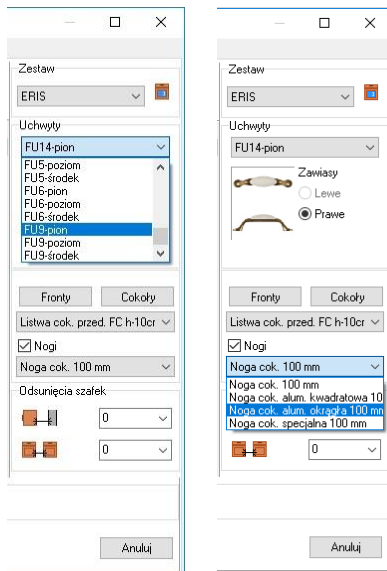 Zestaw
ERIS
Uchwyty
FU14-pion
FU5-poziom
FU5-środek
FU6-pion
FU6-poziom
FU6-środek
FU9-pion
FU9-poziom
FU9-środek
Fronty
Cokoły
Listwa cok. przed. FC h-10cr
Nogi
Noga cok. 100 mm
Odsunięcia szafek
0
0
Anuluj
Zestaw
ERIS
Uchwyty
FU14-pion
Zawiasy
Lewe
Prawe
Fronty
Cokoły
Listwa cok. przed. FC h-10cr
Nogi
Noga cok. 100 mm
Noga cok. 100 mm
Noga cok. alum. kwadratowa 10
Noga cok. alum. okrągła 100 mm
Noga cok. specjalna 100 mm
0
Anuluj